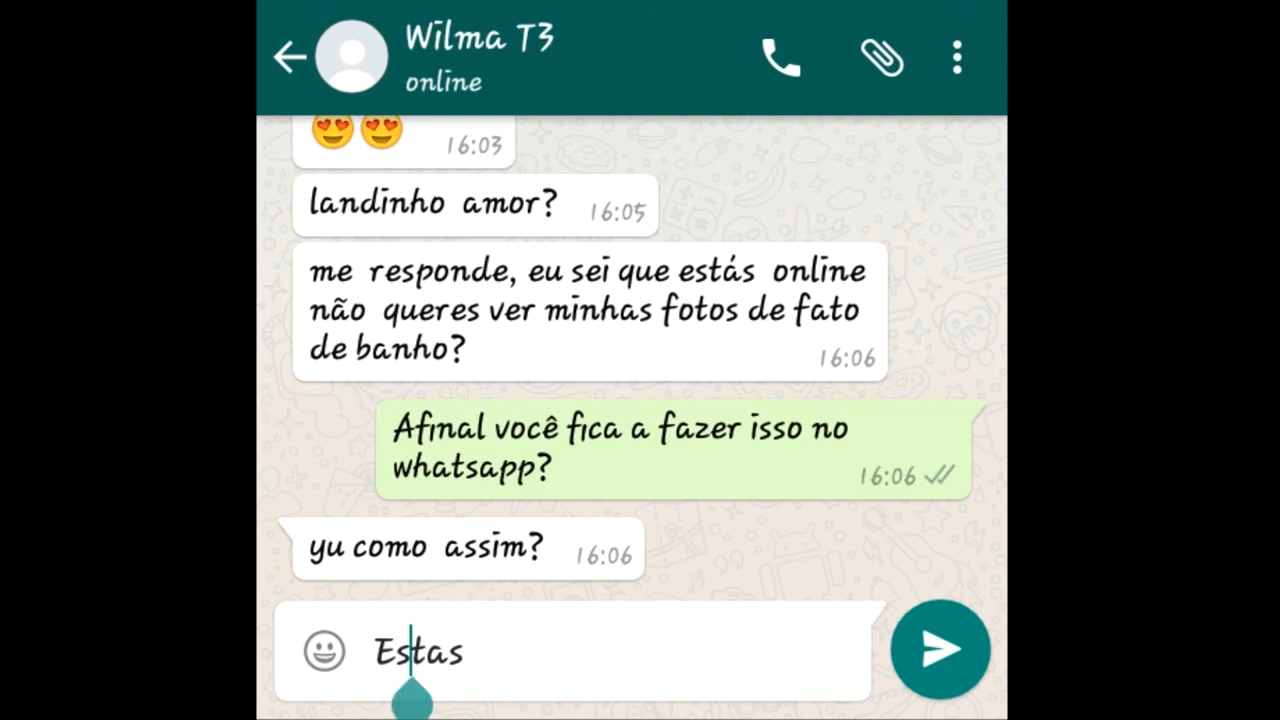 Wilma T3
online
😍😍 16:03
landinho amor? 16:05
me responde, eu sei que estás online
não queres ver minhas fotos de fato
de banho? 16:06
Afinal você fica a fazer isso no
whatsapp? 16:06
yu como assim? 16:06
Estas